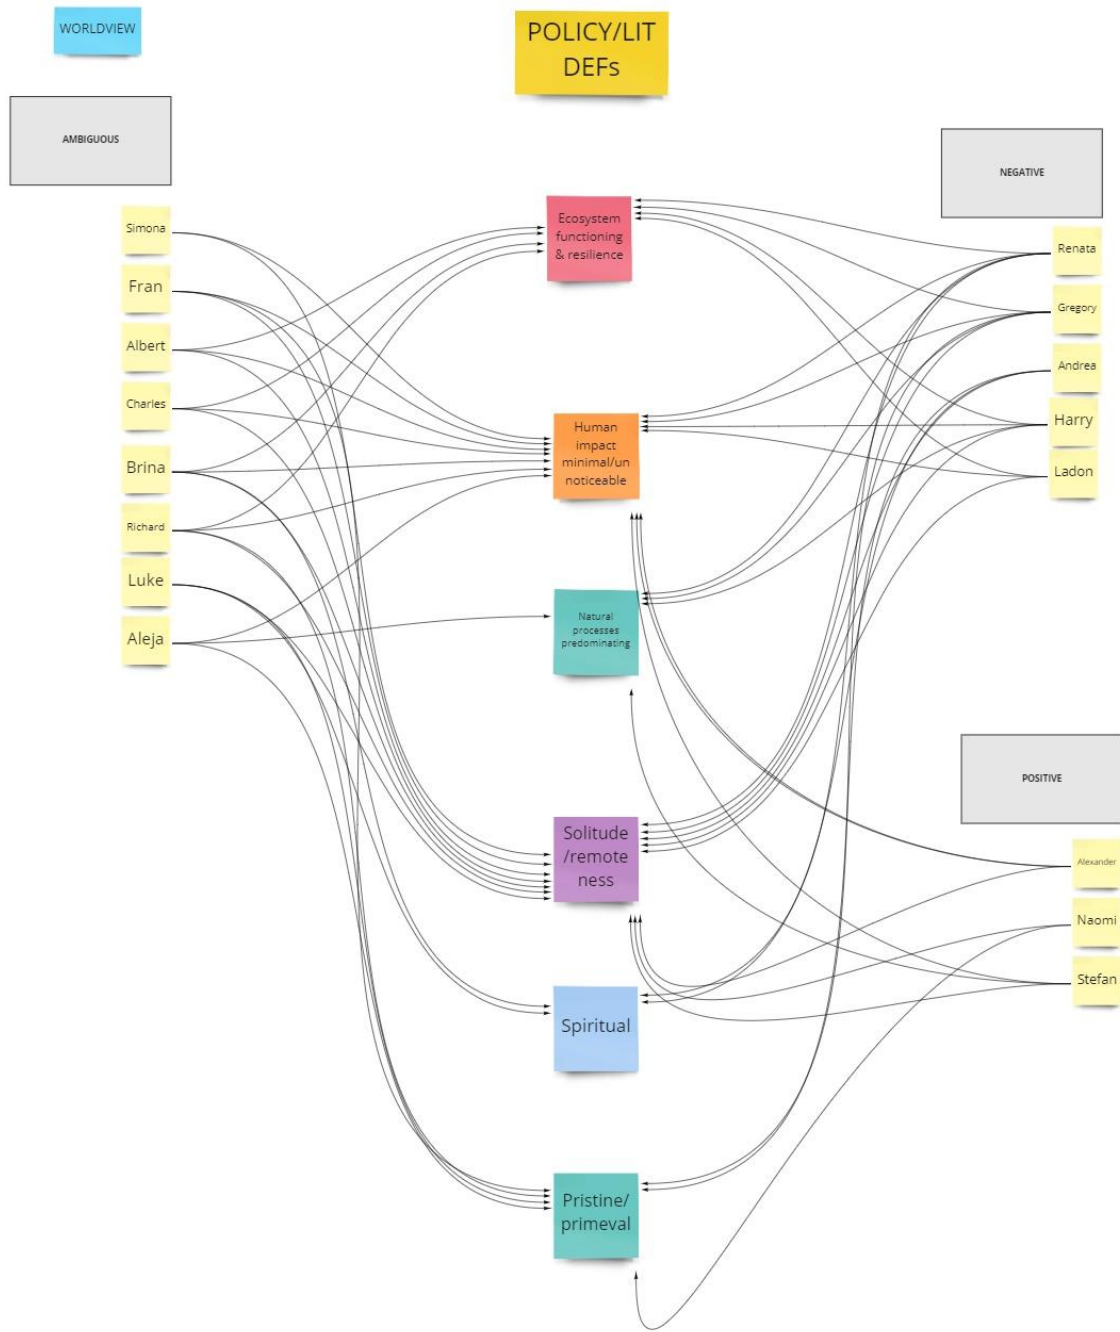 WORLDVIEW
POLICY/LIT
DEFs
AMBIGUOUS
Simona
Fran
Albert
Charles
Brina
Richard
Luke
Aleja
Ecosystem
functioning
& resilience
Human
impact
minimal/un
noticeable
Natural
processes
predominating
Solitude
/remote
ness
Spiritual
Pristine/
primeval
NEGATIVE
Renata
Gregory
Andrea
Harry
Ladon
POSITIVE
Alexander
Naomi
Stefan